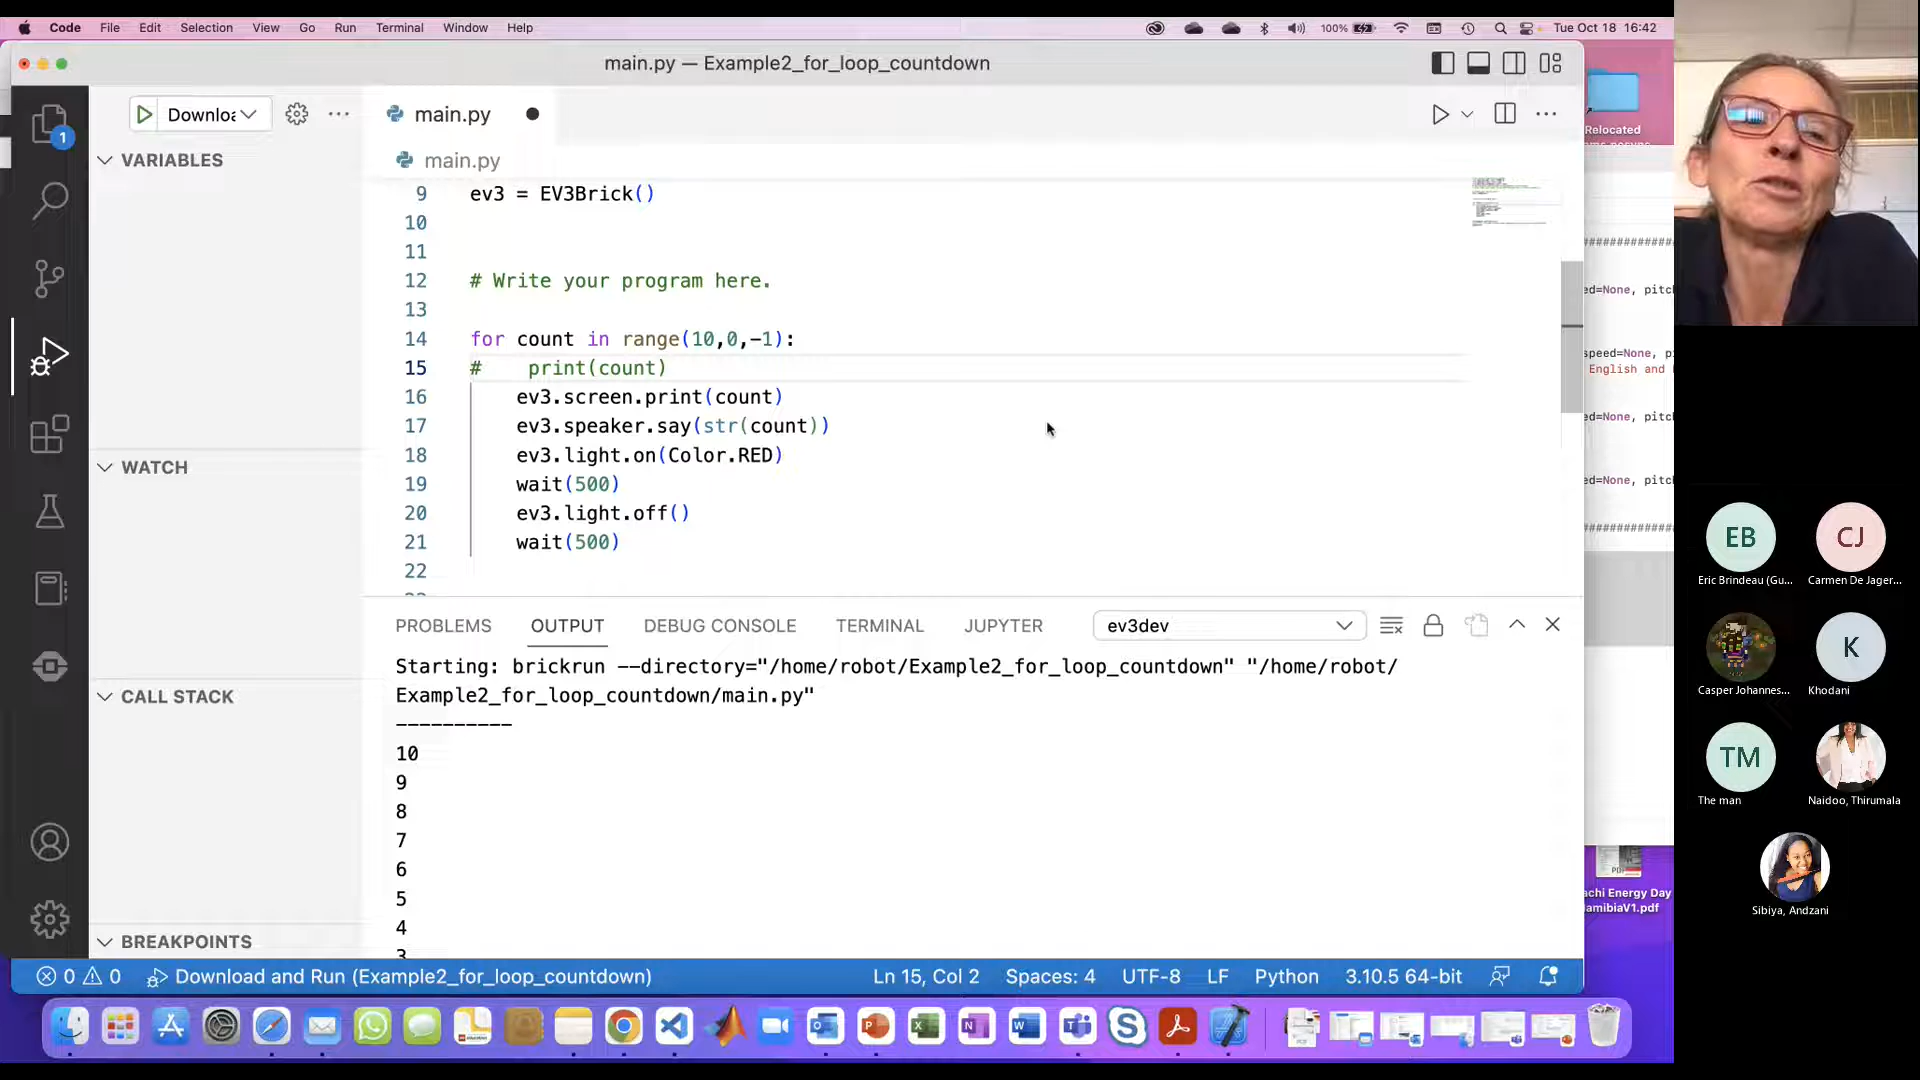 Code File Edit Selection View Go Run Terminal Window Help
100% Tue Oct 18 16:42
main.py — Example2_for_loop_countdown
Downloa
main.py
main.py
VARIABLES
WATCH
CALL STACK
BREAKPOINTS
1
9 ev3 = EV3Brick()
10
11
12 # Write your program here.
13
14 for count in range(10,0,-1):
15 #    print(count)
16     ev3.screen.print(count)
17     ev3.speaker.say(str(count))
18     ev3.light.on(Color.RED)
19     wait(500)
20     ev3.light.off()
21     wait(500)
22
PROBLEMS OUTPUT DEBUG CONSOLE TERMINAL JUPYTER ev3dev
Starting: brickrun --directory="/home/robot/Example2_for_loop_countdown" "/home/robot/
Example2_for_loop_countdown/main.py"
----------
10
9
8
7
6
5
4
3
0 0 Download and Run (Example2_for_loop_countdown) Ln 15, Col 2 Spaces: 4 UTF-8 LF Python 3.10.5 64-bit
Relocated
##############
ed=None, pitch
speed=None, p
English and
ed=None, pitch
ed=None, pitch
##############
PDF
achi Energy Day
amibiaV1.pdf
EB CJ
Eric Brindeau (Gu... Carmen De Jager...
K
Casper Johannes... Khodani
TM
The man Naidoo, Thirumala
Sibiya, Andzani